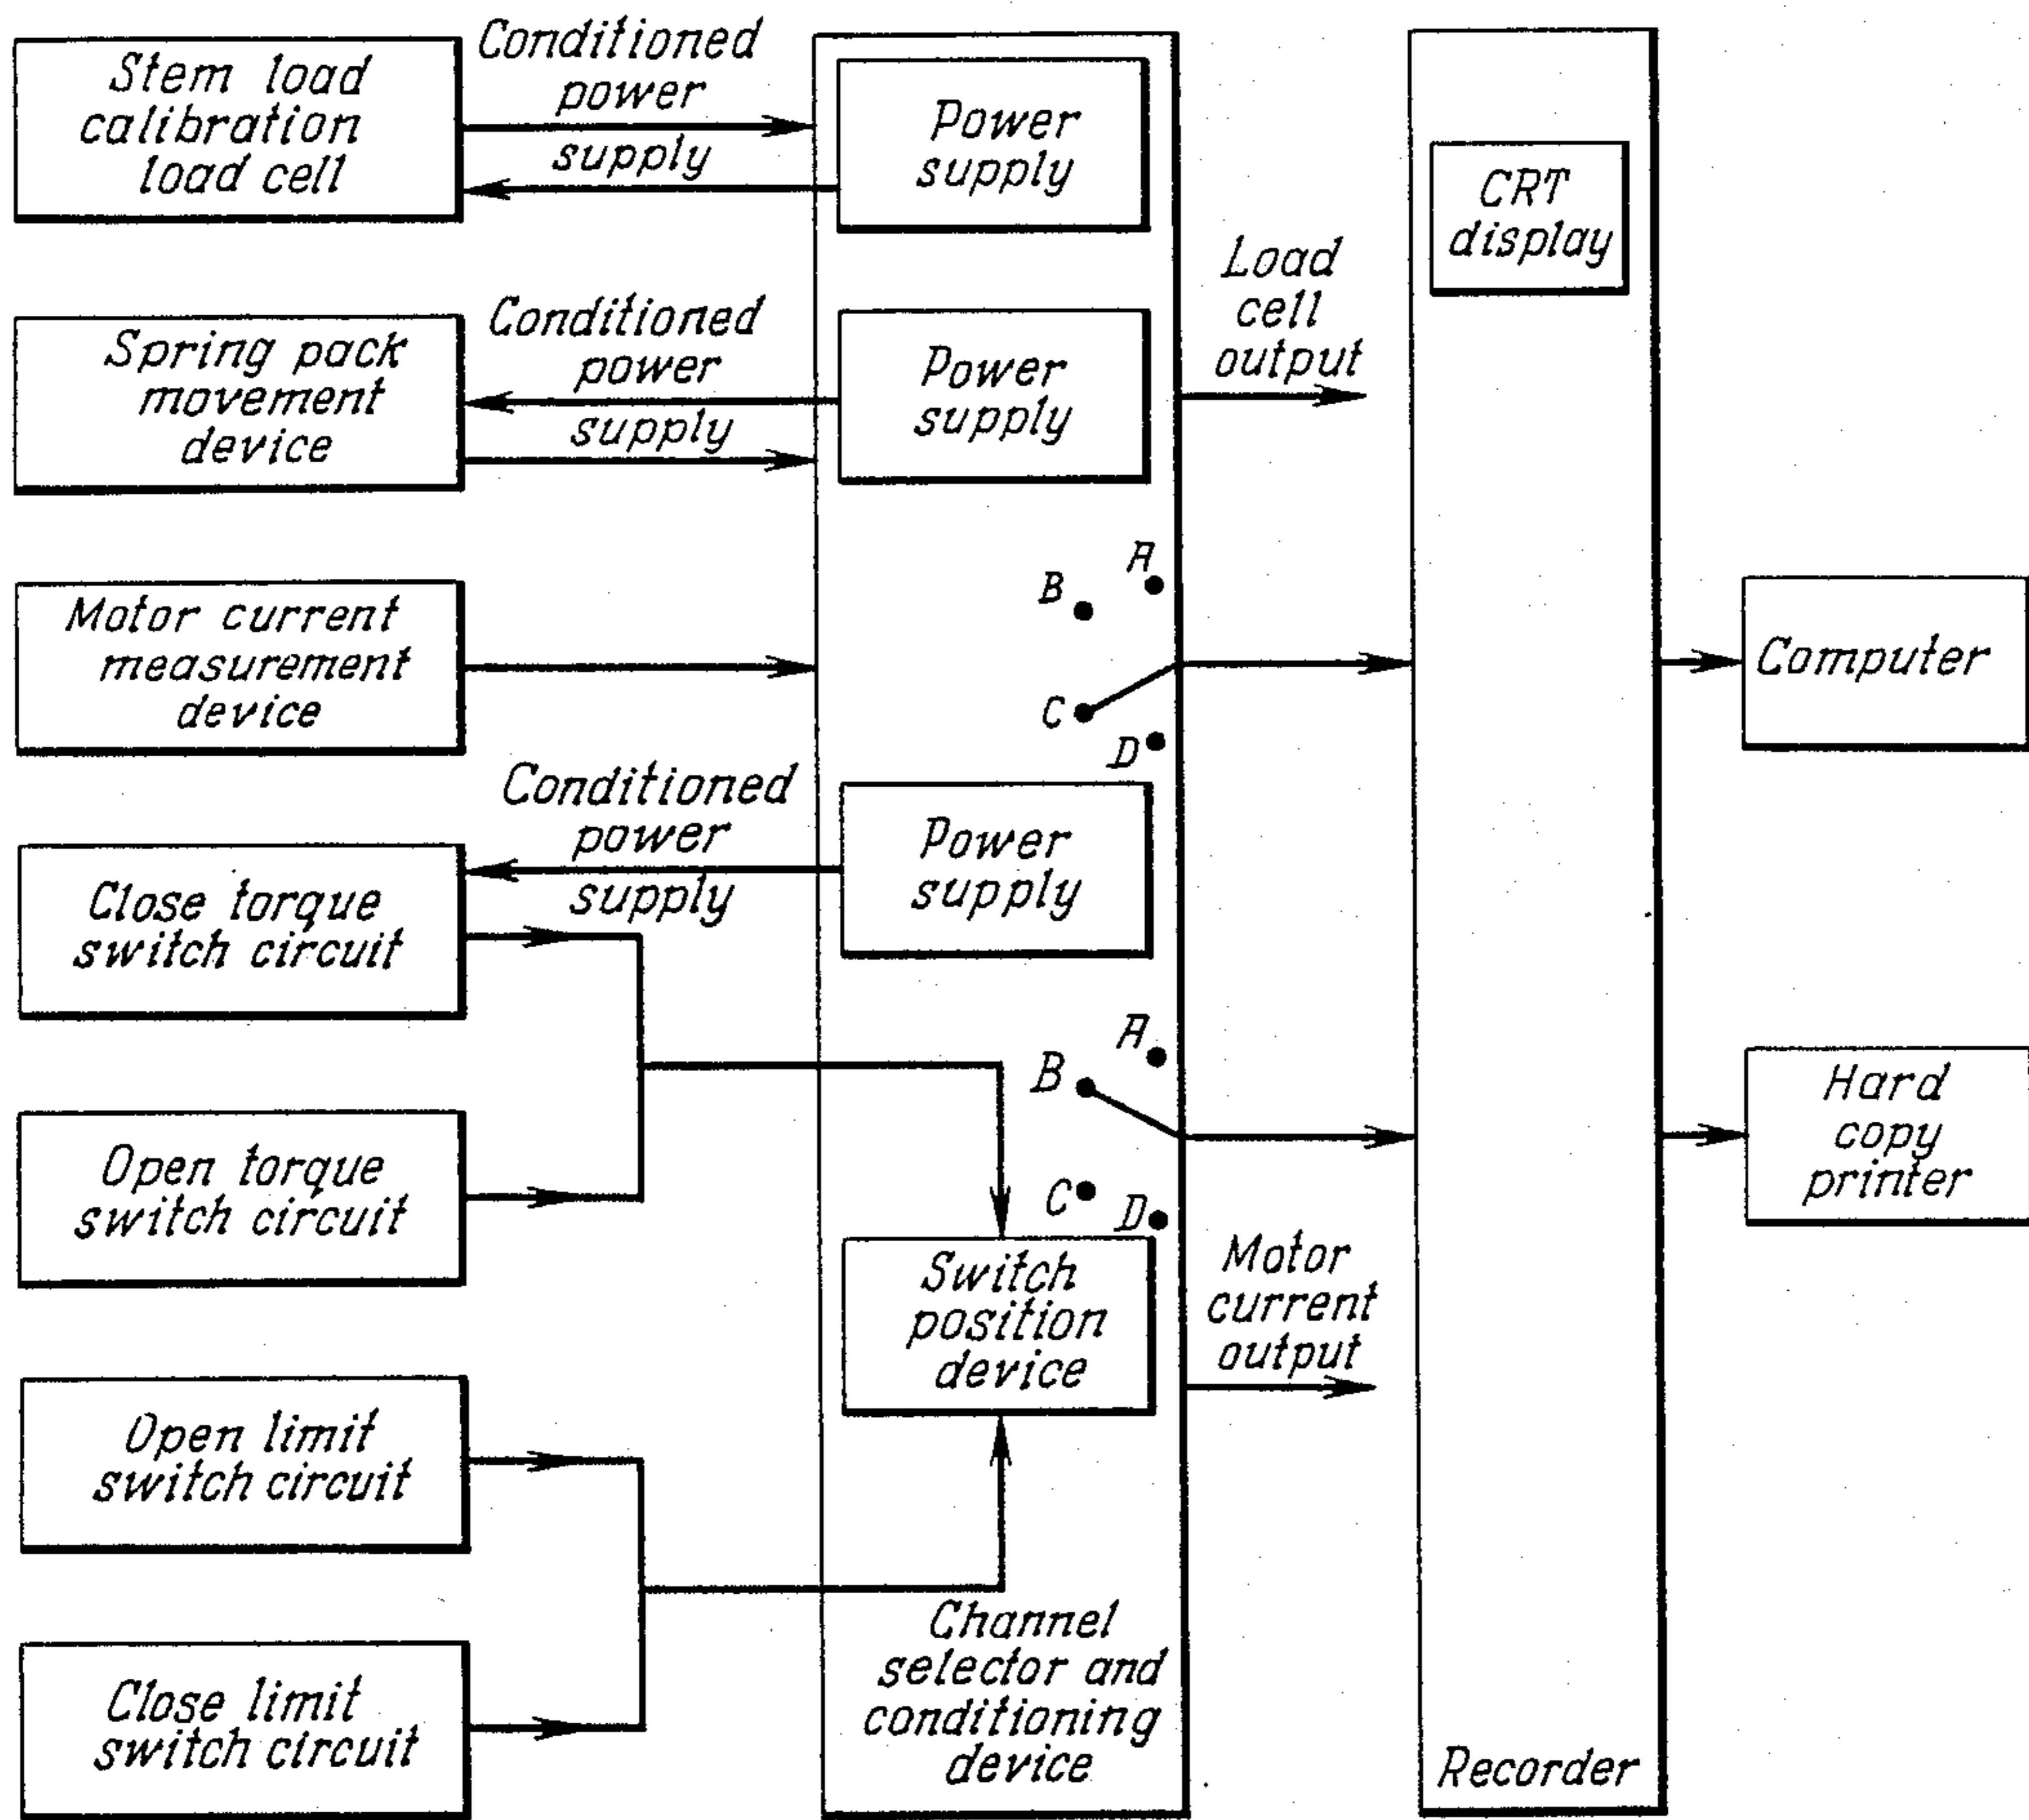 Stem load
calibration
load cell
Conditioned
power
supply
Power
supply
Spring pack
movement
device
Conditioned
power
supply
Power
supply
Load
cell
output
CRT
display
Motor current
measurement
device
A
B
C
D
Computer
Close torque
switch circuit
Conditioned
power
supply
Power
supply
Open torque
switch circuit
A
B
C
D
Switch
position
device
Motor
current
output
Hard
copy
printer
Open limit
switch circuit
Close limit
switch circuit
Channel
selector and
conditioning
device
Recorder